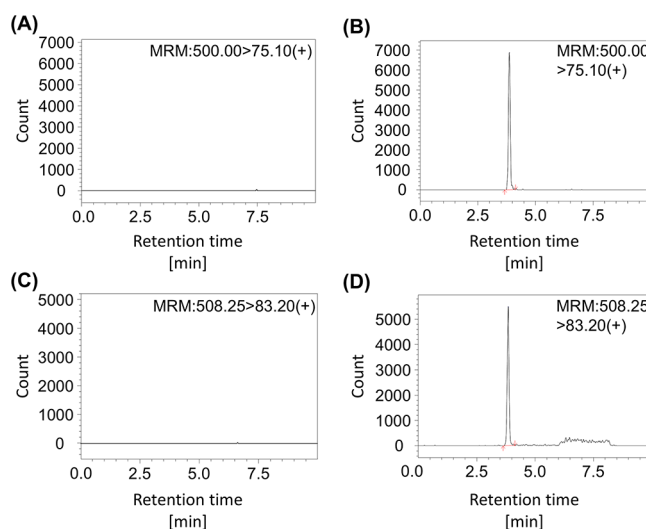 (A)
MRM:500.00>75.10(+)
7000
6000
5000
4000
3000
2000
1000
0
Count
0.0 2.5 5.0 7.5
Retention time
[min]
(B)
MRM:500.00
>75.10(+)
7000
6000
5000
4000
3000
2000
1000
0
Count
0.0 2.5 5.0 7.5
Retention time
[min]
(C)
MRM:508.25>83.20(+)
5000
4000
3000
2000
1000
0
Count
0.0 2.5 5.0 7.5
Retention time
[min]
(D)
MRM:508.25
>83.20(+)
5000
4000
3000
2000
1000
0
Count
0.0 2.5 5.0 7.5
Retention time
[min]